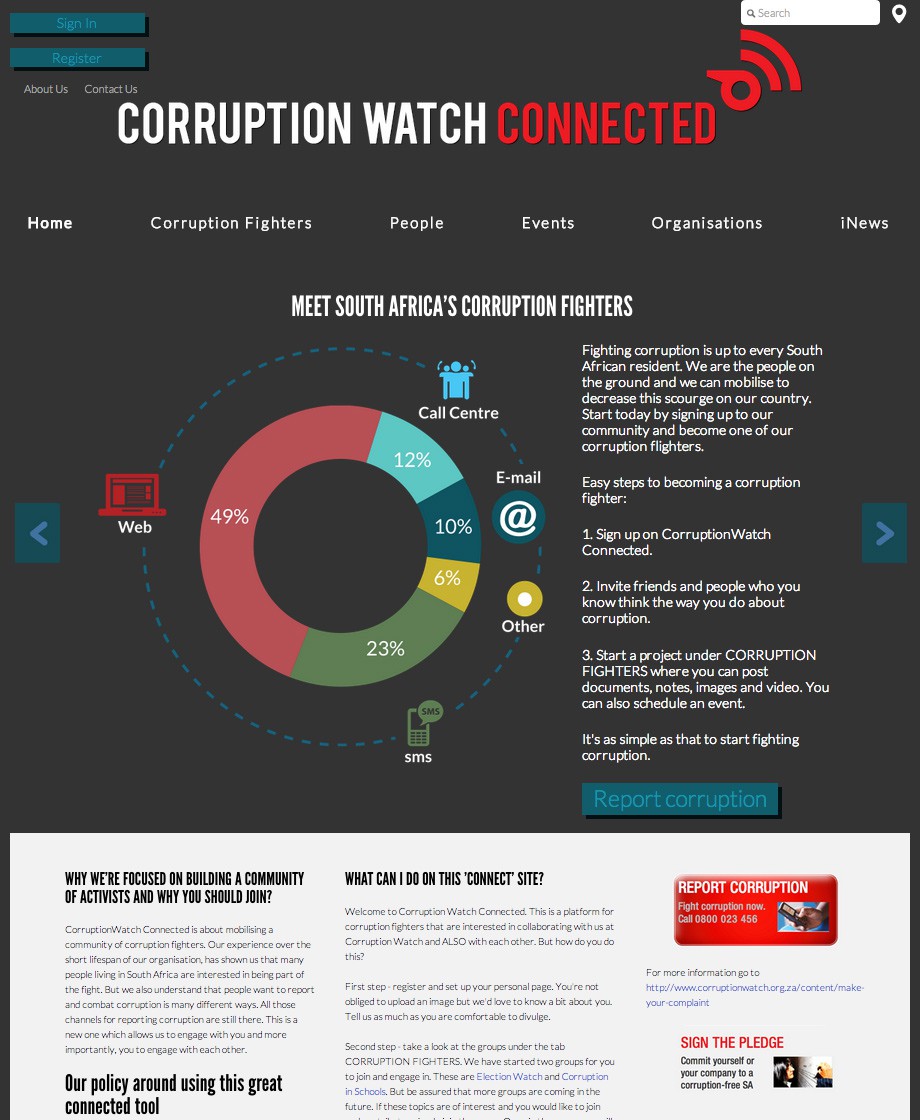 Sign In
Search
Register
About Us Contact Us
CORRUPTION WATCH CONNECTED
Home Corruption Fighters People Events Organisations iNews
MEET SOUTH AFRICA'S CORRUPTION FIGHTERS
Call Centre
12%
E-mail
@
10%
49%
Web
6%
Other
23%
SMS
sms
Fighting corruption is up to every South
African resident. We are the people on
the ground and we can mobilise to
decrease this scourge on our country.
Start today by signing up to our
community and become one of our
corruption flighters.
Easy steps to becoming a corruption
fighter:
1. Sign up on CorruptionWatch
Connected.
2. Invite friends and people who you
know think the way you do about
corruption.
3. Start a project under CORRUPTION
FIGHTERS where you can post
documents, notes, images and video. You
can also schedule an event.
It's as simple as that to start fighting
corruption.
Report corruption
WHY WE'RE FOCUSED ON BUILDING A COMMUNITY
OF ACTIVISTS AND WHY YOU SHOULD JOIN?
CorruptionWatch Connected is about mobilising a
community of corruption fighters. Our experience over the
short lifespan of our organisation, has shown us that many
people living in South Africa are interested in being part of
the fight. But we also understand that people want to report
and combat corruption is many different ways. All those
channels for reporting corruption are still there. This is a
new one which allows us to engage with you and more
importantly, you to engage with each other.
Our policy around using this great
connected tool
WHAT CAN I DO ON THIS 'CONNECT' SITE?
Welcome to Corruption Watch Connected. This is a platform for
corruption fighters that are interested in collaborating with us at
Corruption Watch and ALSO with each other. But how do you do
this?
First step - register and set up your personal page. You're not
obliged to upload an image but we'd love to know a bit about you.
Tell us as much as you are comfortable to divulge.
Second step - take a look at the groups under the tab
CORRUPTION FIGHTERS. We have started two groups for you
to join and engage in. These are Election Watch and Corruption
in Schools. But be assured that more groups are coming in the
future. If these topics are of interest and you would like to join
REPORT CORRUPTION
Fight corruption now.
Call 0800 023 456
For more information go to
http://www.corruptionwatch.org.za/content/make-
your-complaint
SIGN THE PLEDGE
Commit yourself or
your company to a
corruption-free SA